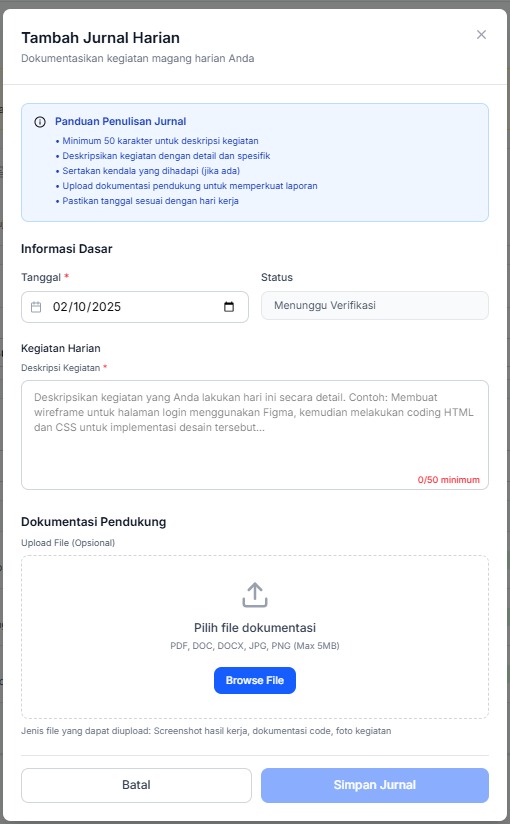 Tambah Jurnal Harian
Dokumentasikan kegiatan magang harian Anda
Panduan Penulisan Jurnal
• Minimum 50 karakter untuk deskripsi kegiatan
• Deskripsikan kegiatan dengan detail dan spesifik
• Sertakan kendala yang dihadapi (jika ada)
• Upload dokumentasi pendukung untuk memperkuat laporan
• Pastikan tanggal sesuai dengan hari kerja
Informasi Dasar
Tanggal *
Status
02/10/2025
Menunggu Verifikasi
Kegiatan Harian
Deskripsi Kegiatan *
Deskripsikan kegiatan yang Anda lakukan hari ini secara detail. Contoh: Membuat
wireframe untuk halaman login menggunakan Figma, kemudian melakukan coding HTML
dan CSS untuk implementasi desain tersebut...
0/50 minimum
Dokumentasi Pendukung
Upload File (Opsional)
Pilih file dokumentasi
PDF, DOC, DOCX, JPG, PNG (Max 5MB)
Browse File
Jenis file yang dapat diupload: Screenshot hasil kerja, dokumentasi code, foto kegiatan
Batal
Simpan Jurnal